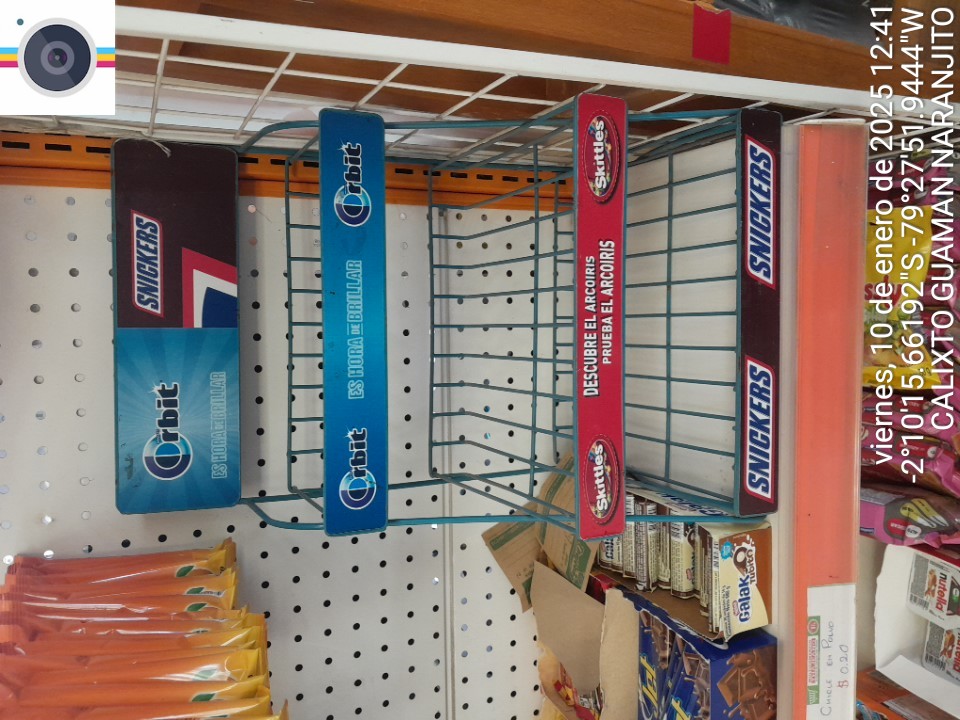 Orbit
SNICKERS
ES HORA DE BRILLAR
Orbit ES HORA DE BRILLAR Orbit
Skittles DESCUBRE EL ARCOIRIS Skittles
PRUEBA EL ARCOIRIS
SNICKERS SNICKERS
Galak
TUBITO
CHICLE EN POLVO
$ 0.20
nutella nutella
viernes, 10 de enero de 2025 12:41
-2°10'15.66192"S -79°27'51.9444"W
CALIXTO GUAMAN NARANJITO